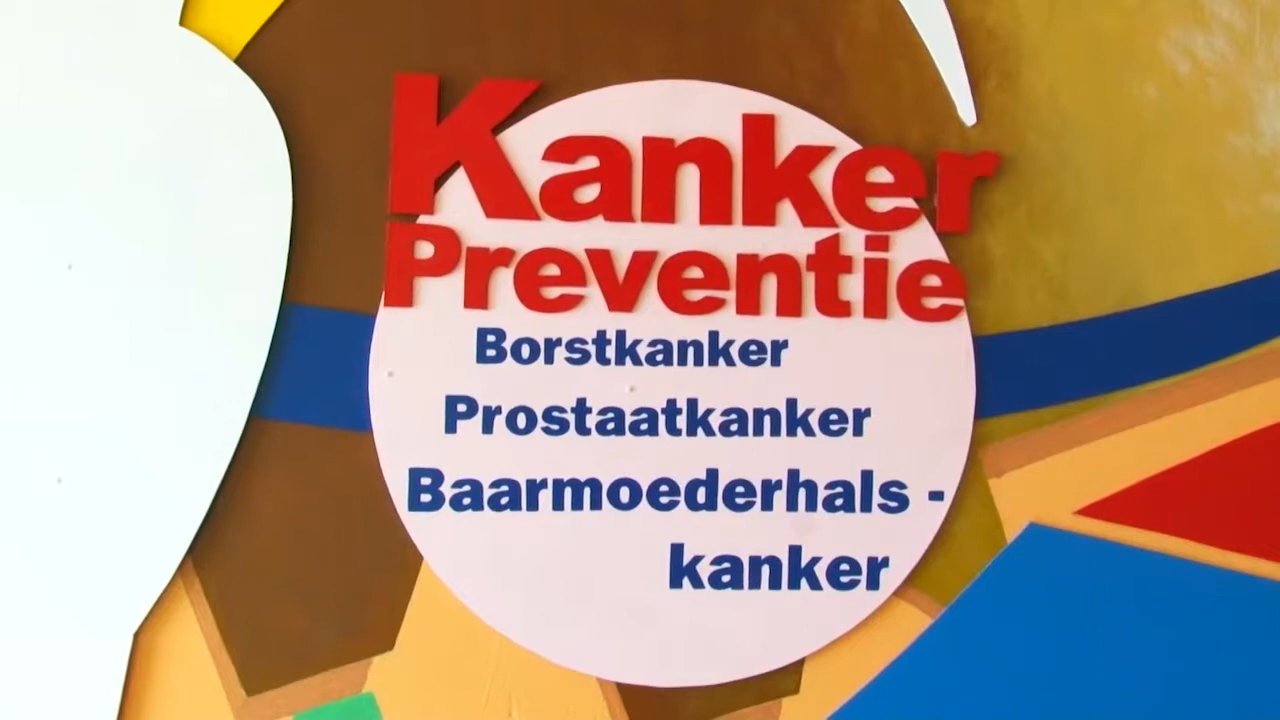 Kanker
Preventie
Borstkanker
Prostaatkanker
Baarmoederhals -
kanker